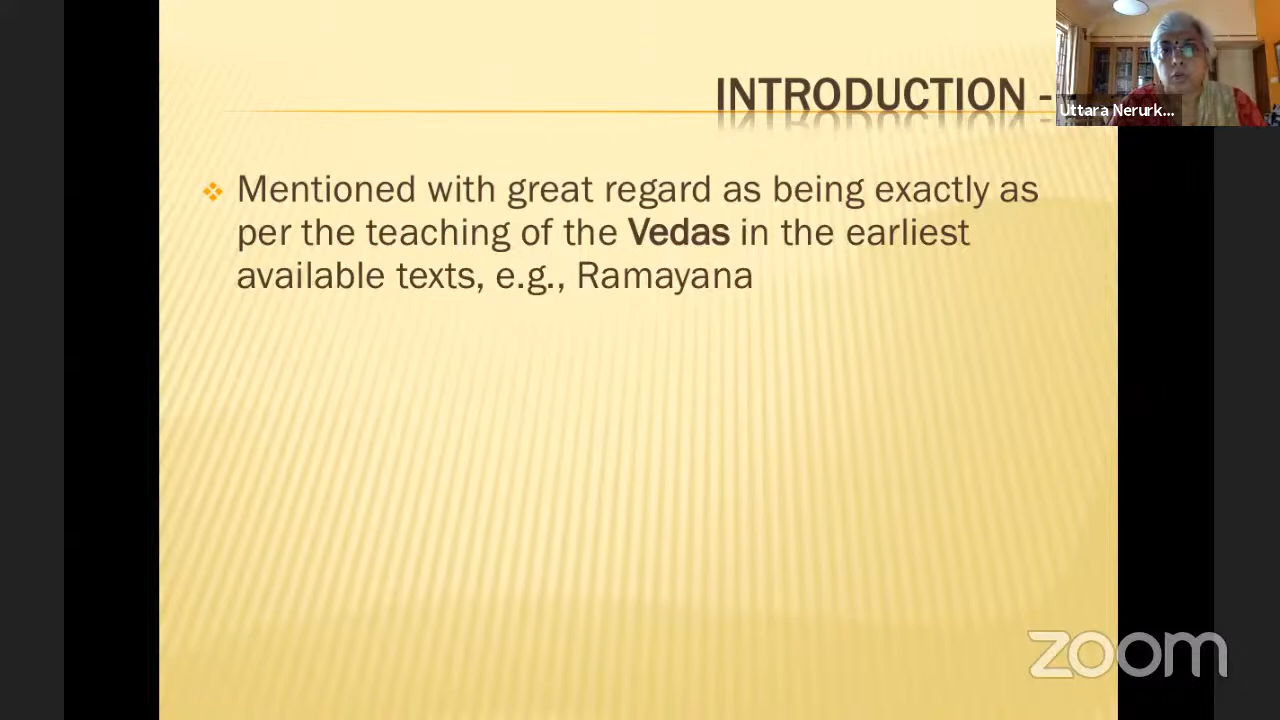 INTRODUCTION -
Uttara Nerurk...
Mentioned with great regard as being exactly as
per the teaching of the Vedas in the earliest
available texts, e.g., Ramayana
zoom